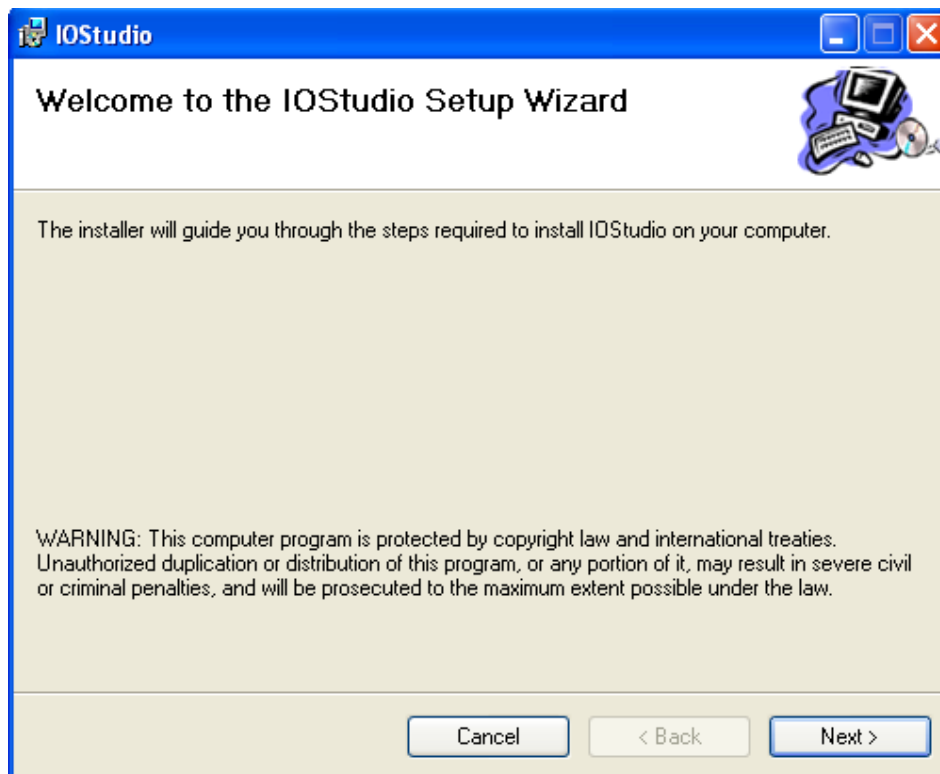 IOStudio
Welcome to the IOStudio Setup Wizard
The installer will guide you through the steps required to install IOStudio on your computer.
WARNING: This computer program is protected by copyright law and international treaties.
Unauthorized duplication or distribution of this program, or any portion of it, may result in severe civil
or criminal penalties, and will be prosecuted to the maximum extent possible under the law.
Cancel
< Back
Next >